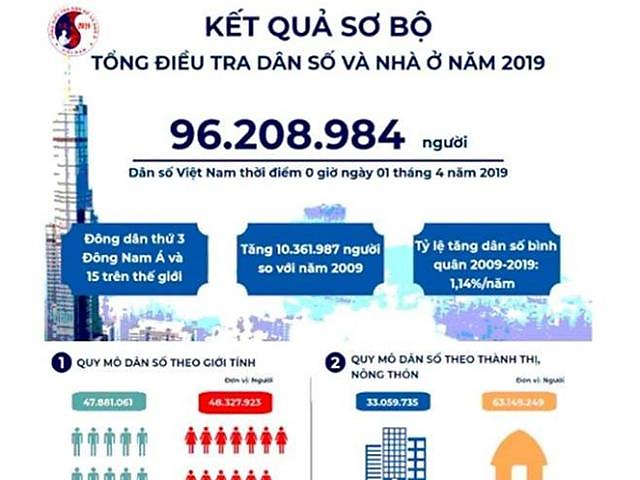 KẾT QUẢ SƠ BỘ
TỔNG ĐIỀU TRA DÂN SỐ VÀ NHÀ Ở NĂM 2019
96.208.984 người
Dân số Việt Nam thời điểm 0 giờ ngày 01 tháng 4 năm 2019
Đông dân thứ 3
Đông Nam Á và
15 trên thế giới
Tăng 10.361.987 người
so với năm 2009
Tỷ lệ tăng dân số bình
quân 2009-2019:
1,14%/năm
1 QUY MÔ DÂN SỐ THEO GIỚI TÍNH
Đơn vị: Người
47.881.061
48.327.923
2 QUY MÔ DÂN SỐ THEO THÀNH THỊ,
NÔNG THÔN
Đơn vị: Người
33.059.735
63.149.249